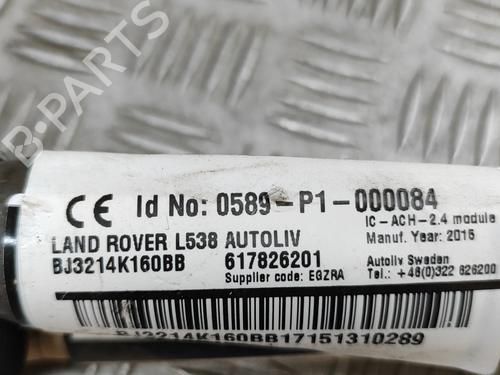 B-PARTS
CE Id No: 0589-P1-000084
IC-ACH-2.4 module
LAND ROVER L538 AUTOLIV
Manuf. Year: 2015
BJ3214K160BB 617826201
Autoliv Sweden
Supplier code: EGZRA
Tel.: +46(0)322 626200
BJ3214K160BB17151310289